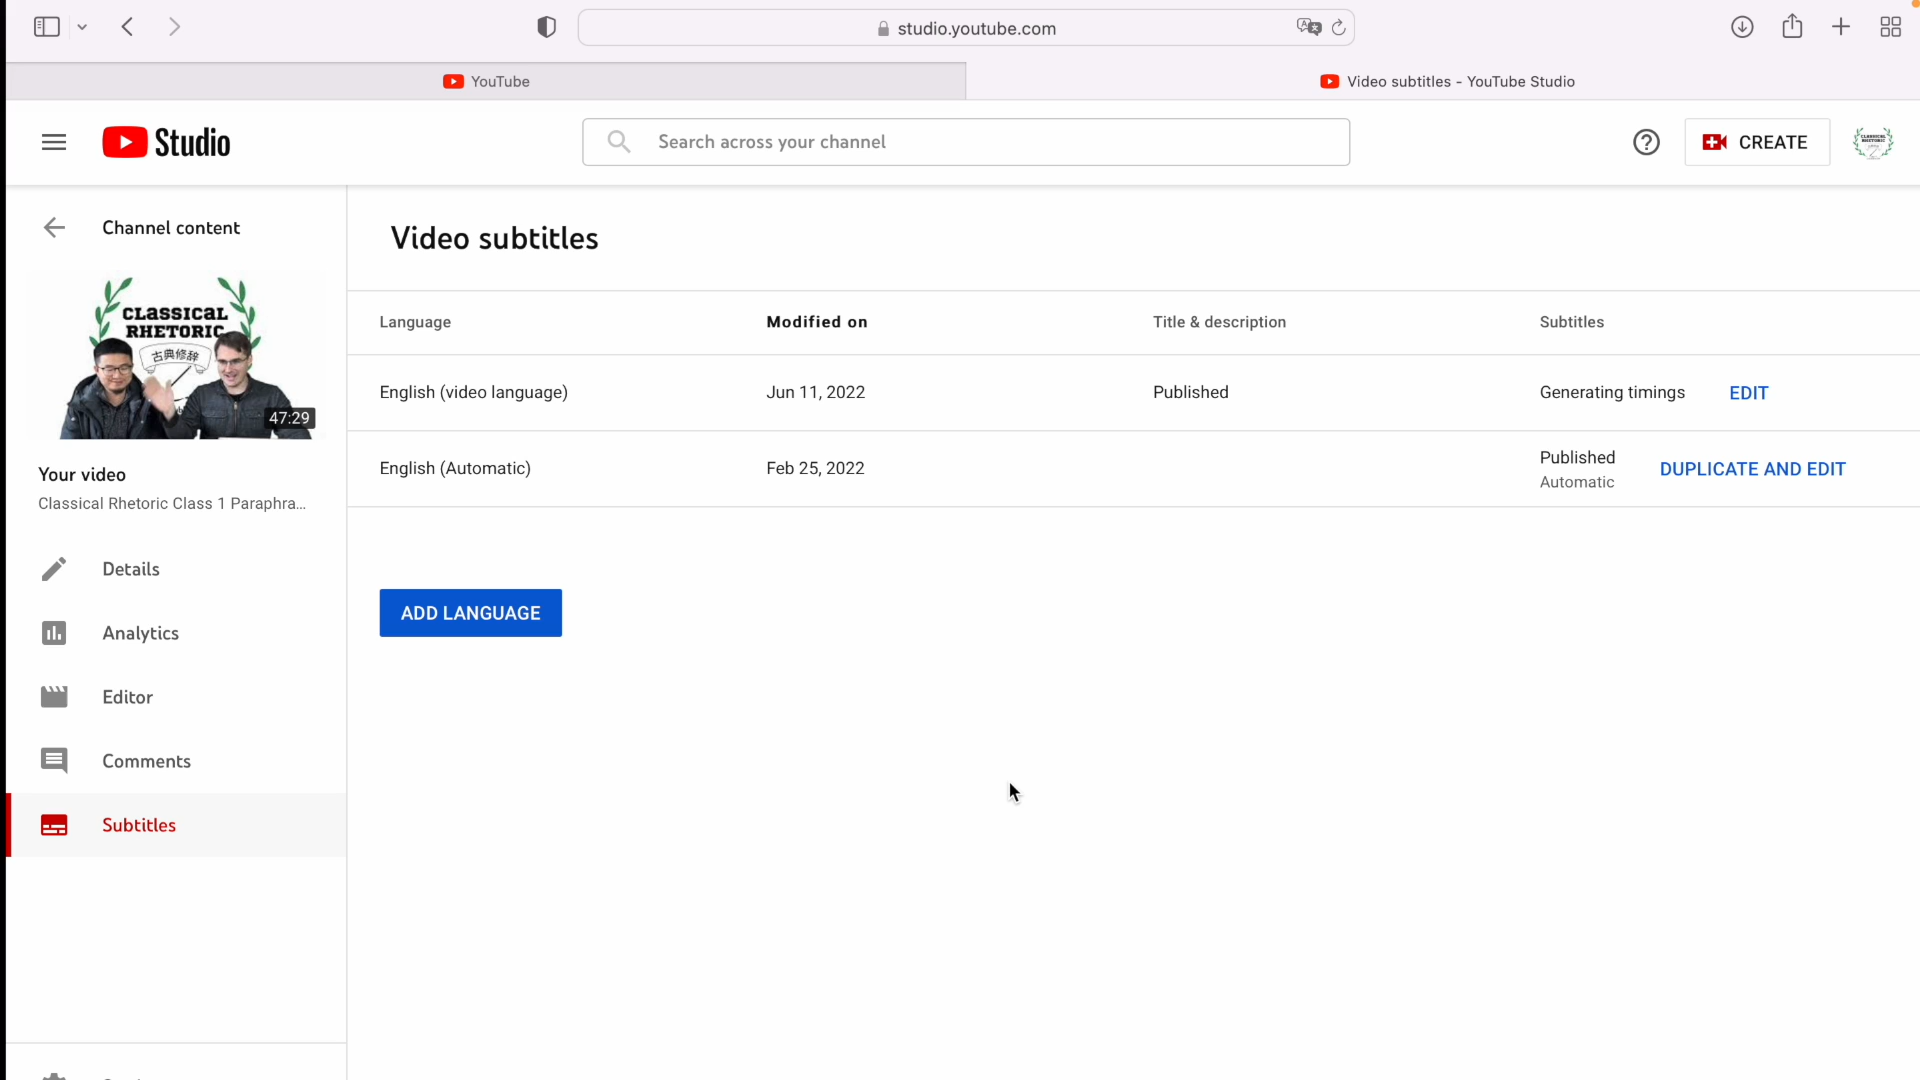 studio.youtube.com
YouTube
Video subtitles - YouTube Studio
Studio
Search across your channel
CREATE
Channel content
CLASSICAL
RHETORIC
古典修辞
47:29
Your video
Classical Rhetoric Class 1 Paraphra...
Details
Analytics
Editor
Comments
Subtitles
Video subtitles
Language Modified on Title & description Subtitles
English (video language) Jun 11, 2022 Published Generating timings EDIT
English (Automatic) Feb 25, 2022 Published DUPLICATE AND EDIT
Automatic
ADD LANGUAGE